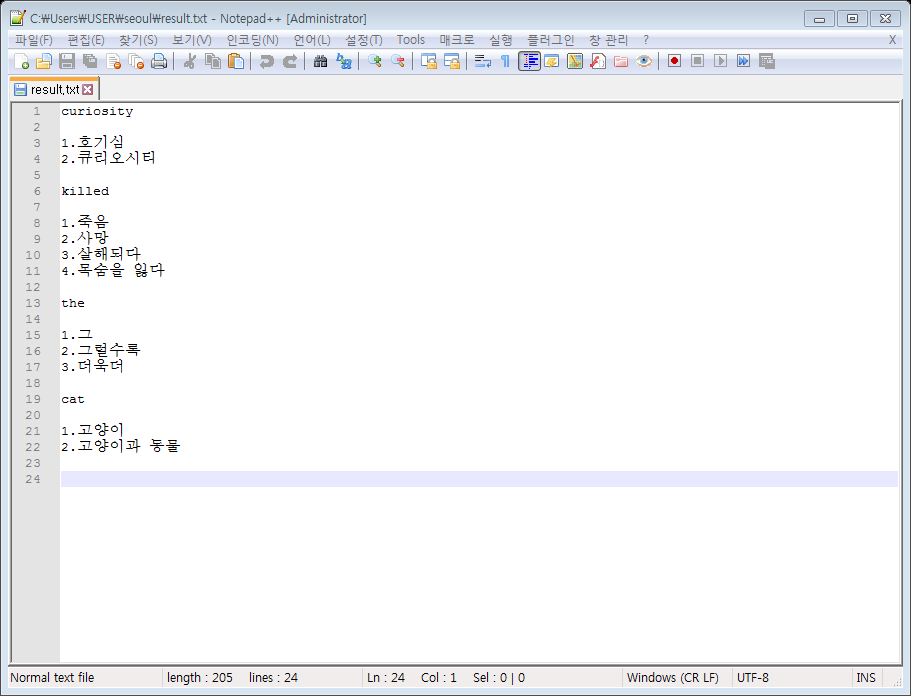 C:₩Users₩USER₩seoul₩result.txt - Notepad++ [Administrator]
파일(F) 편집(E) 찾기(S) 보기(V) 인코딩(N) 언어(L) 설정(T) Tools 매크로 실행 플러그인 창 관리 ? X
result.txt
1 curiosity
2
3 1.호기심
4 2.큐리오시티
5
6 killed
7
8 1.죽음
9 2.사망
10 3.살해되다
11 4.목숨을 잃다
12
13 the
14
15 1.그
16 2.그럴수록
17 3.더욱더
18
19 cat
20
21 1.고양이
22 2.고양이과 동물
23
24
Normal text file length : 205 lines : 24 Ln : 24 Col : 1 Sel : 0 | 0 Windows (CR LF) UTF-8 INS